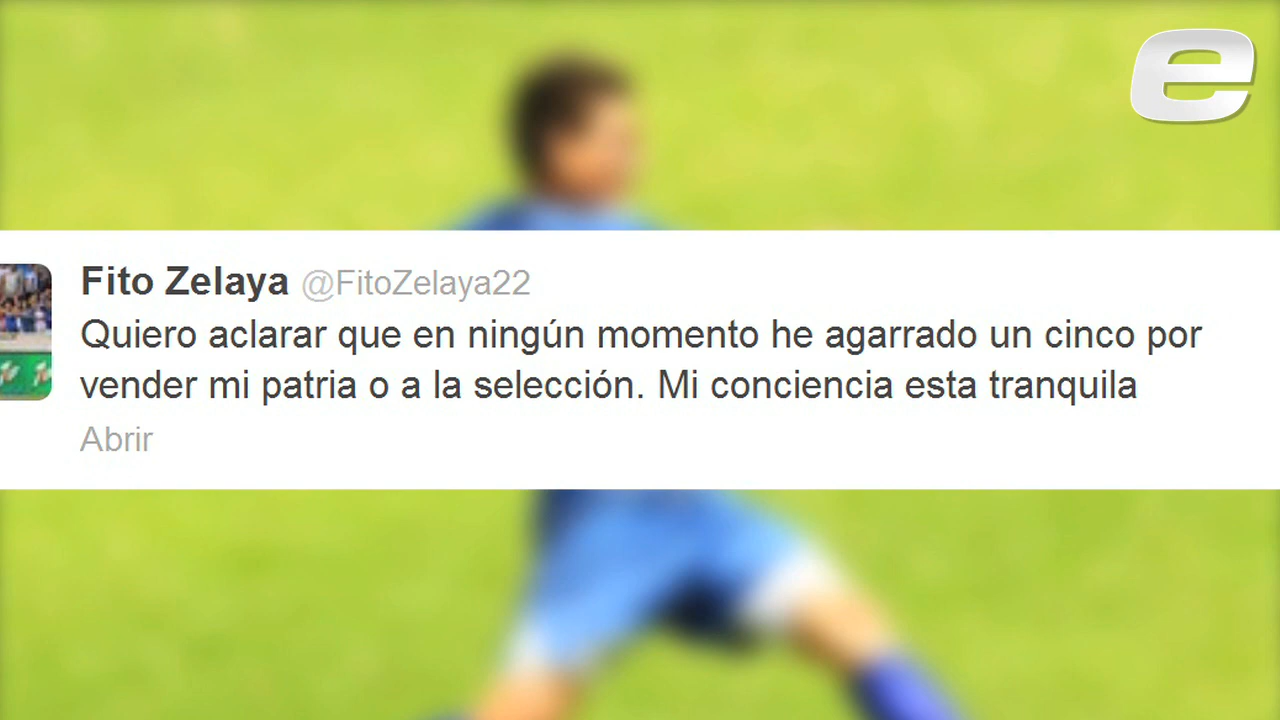 e
Fito Zelaya @FitoZelaya22
Quiero aclarar que en ningún momento he agarrado un cinco por
vender mi patria o a la selección. Mi conciencia esta tranquila
Abrir